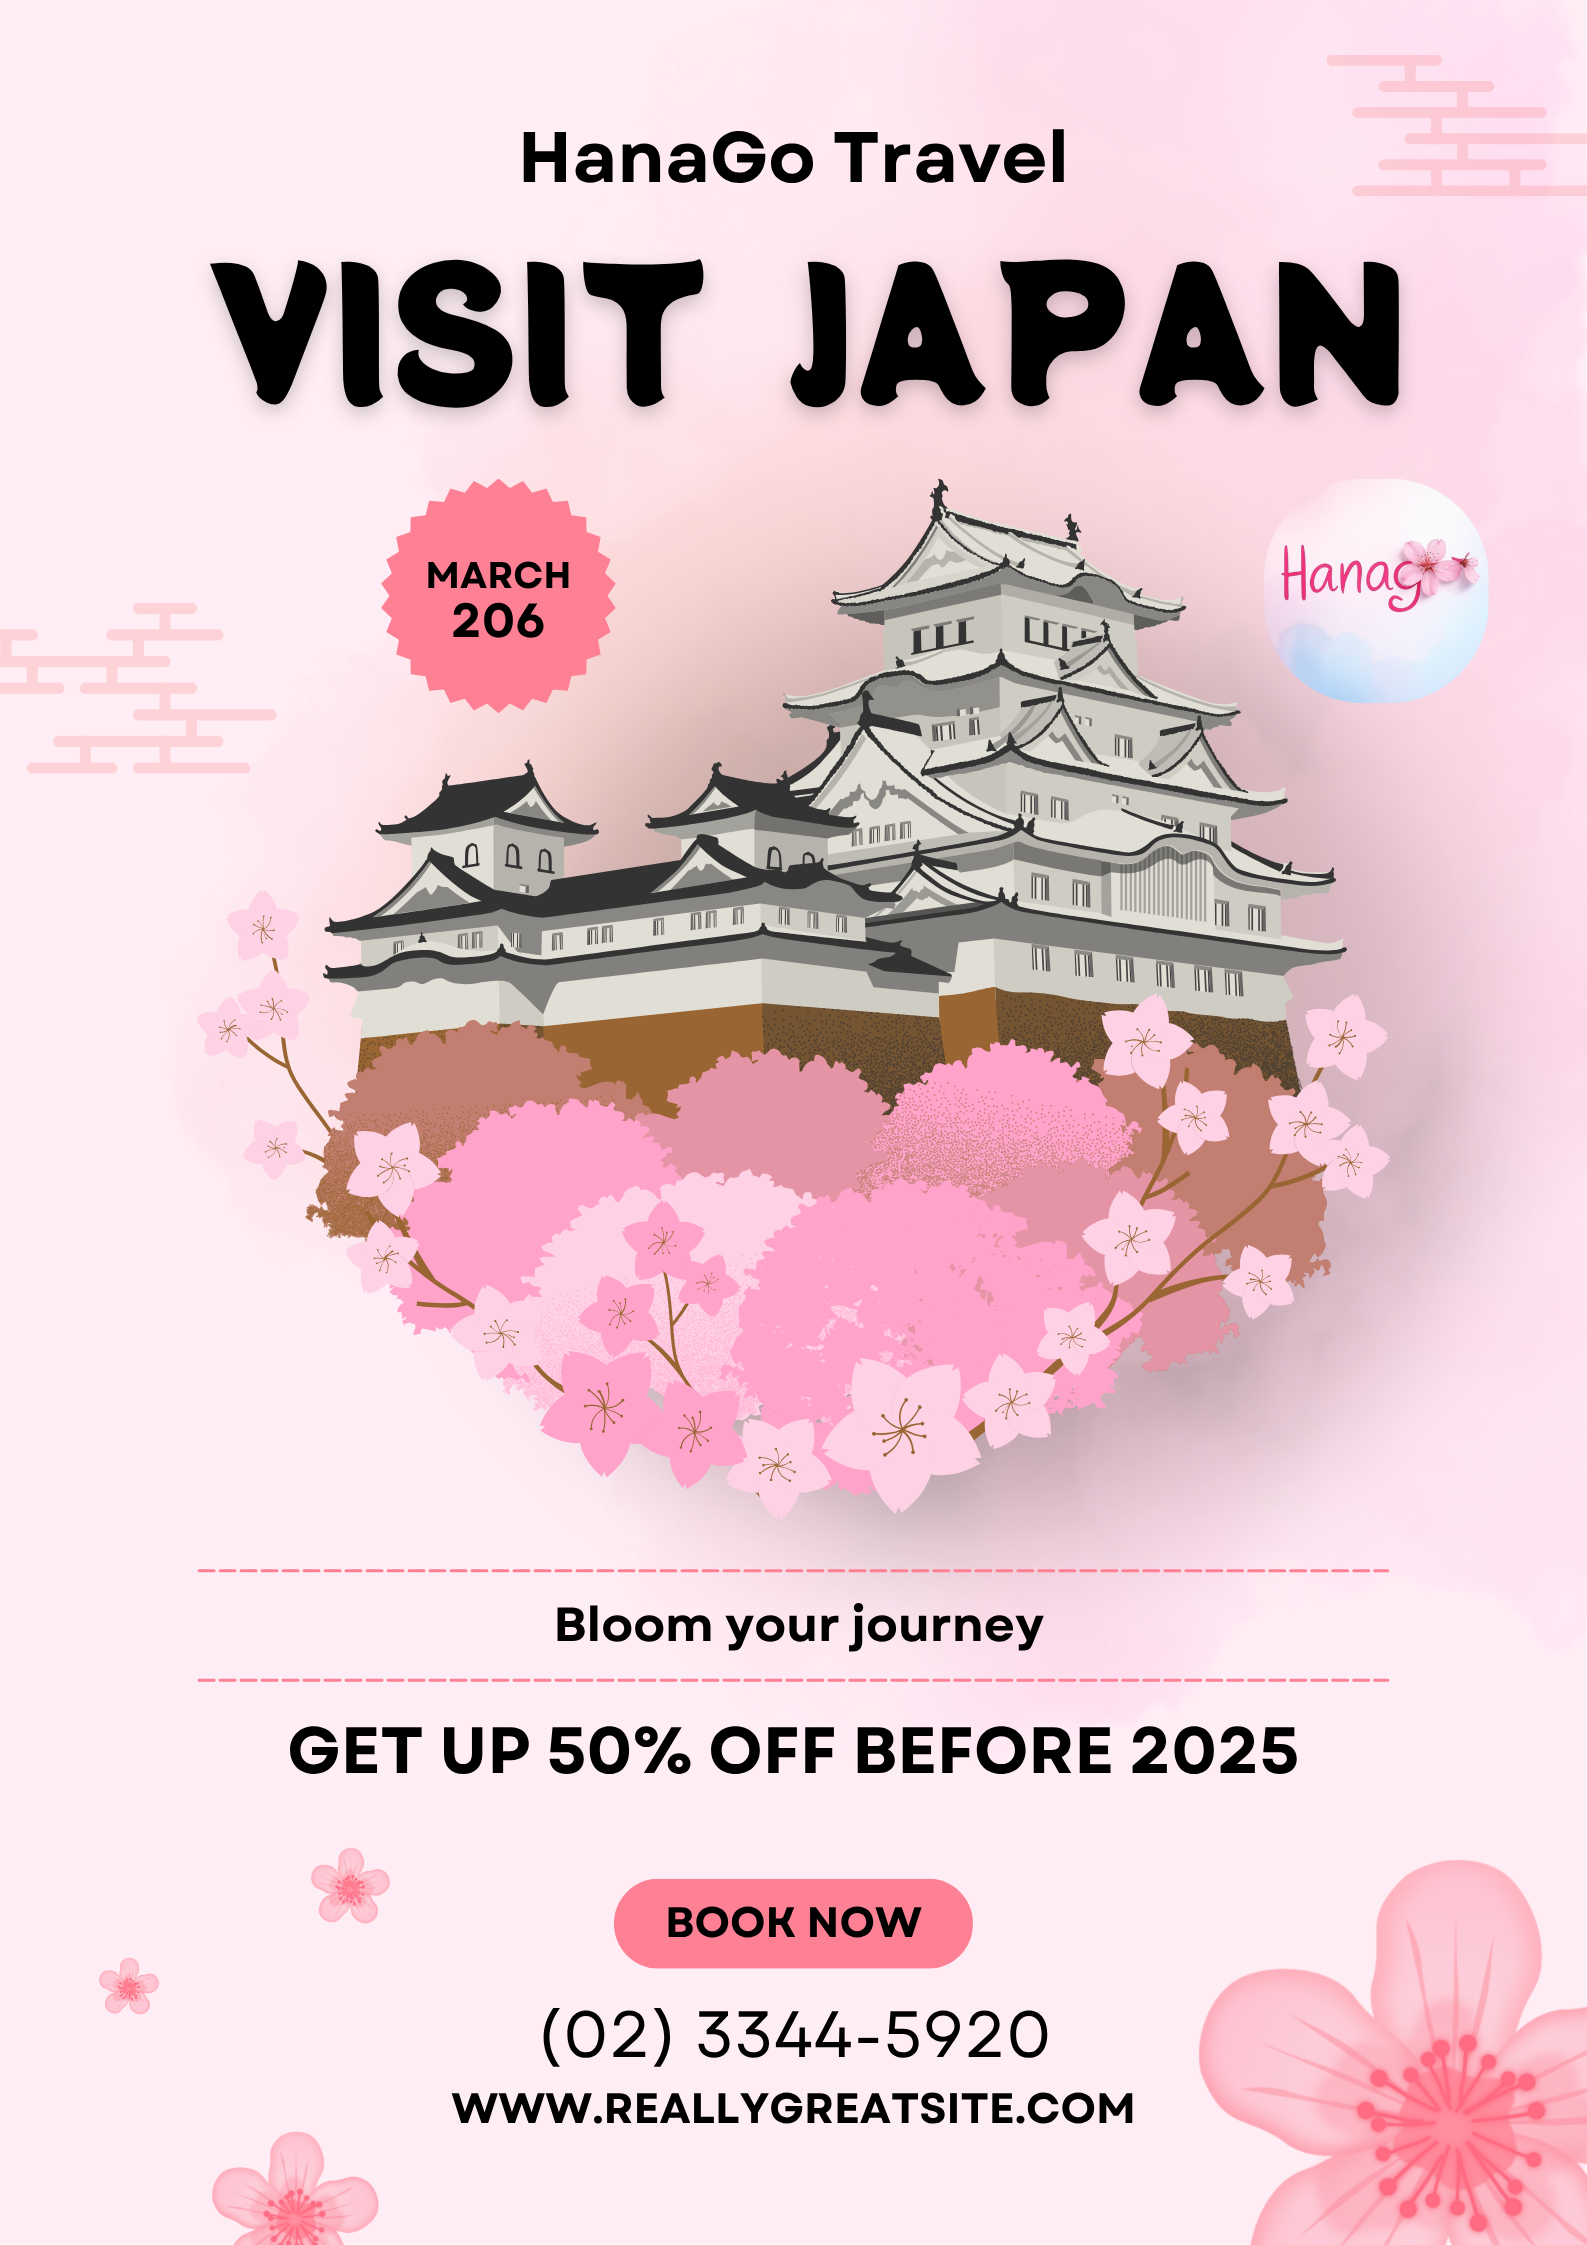 HanaGo Travel
VISIT JAPAN
MARCH
206
Hanag
Bloom your journey
GET UP 50% OFF BEFORE 2025
BOOK NOW
(02) 3344-5920
WWW.REALLYGREATSITE.COM